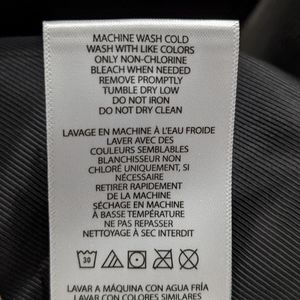 MACHINE WASH COLD
WASH WITH LIKE COLORS
ONLY NON-CHLORINE
BLEACH WHEN NEEDED
REMOVE PROMPTLY
TUMBLE DRY LOW
DO NOT IRON
DO NOT DRY CLEAN
LAVAGE EN MACHINE À L'EAU FROIDE
LAVER AVEC DES
COULEURS SEMBLABLES
BLANCHISSEUR NON
CHLORÉ UNIQUEMENT, SI
NÉCESSAIRE
RETIRER RAPIDEMENT
DE LA MACHINE
SÉCHAGE EN MACHINE
À BASSE TEMPÉRATURE
NE PAS REPASSER
NETTOYAGE À SEC INTERDIT
30
LAVAR A MÁQUINA CON AGUA FRÍA
LAVAR CON COLORES SIMILARES